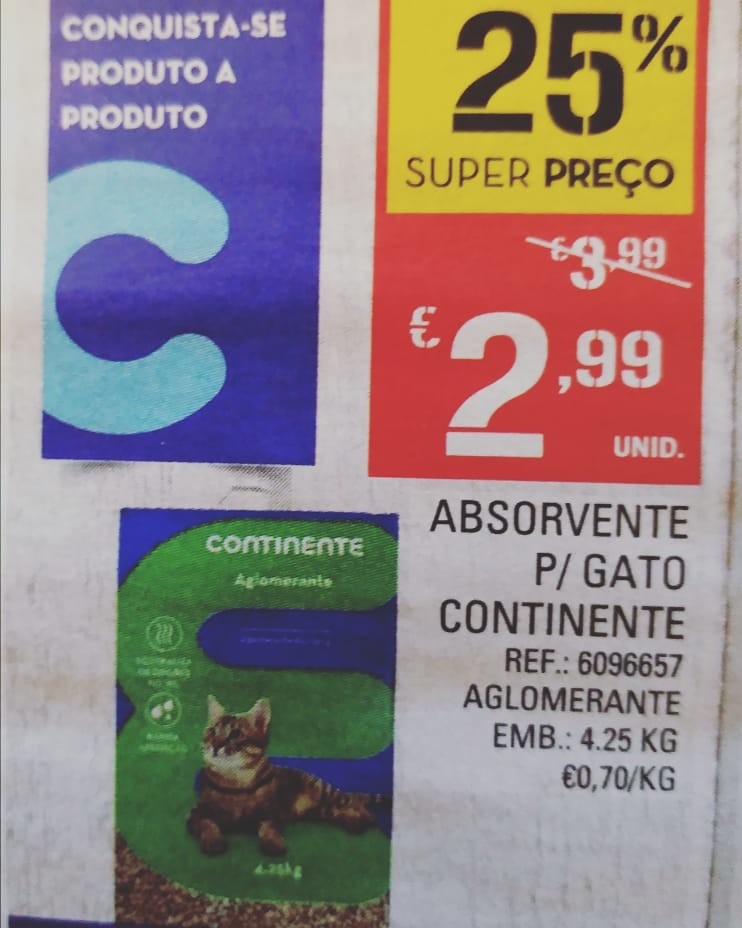 CONQUISTA-SE
PRODUTO A
PRODUTO
25%
SUPER PREÇO
€3,99
€2,99
UNID.
ABSORVENTE
P/ GATO
CONTINENTE
REF.: 6096657
AGLOMERANTE
EMB.: 4.25 KG
€0,70/KG
CONTINENTE
Aglomerante
4.25kg